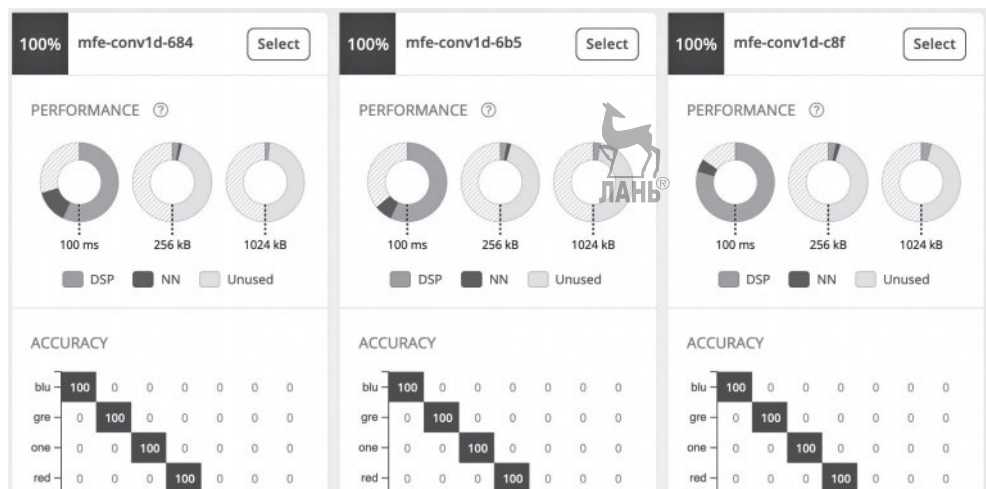 100% mfe-conv1d-684 Select
PERFORMANCE ?
100 ms 256 kB 1024 kB
DSP NN Unused
ACCURACY
blu 100 0 0 0 0 0 0
gre 0 100 0 0 0 0 0
one 0 0 100 0 0 0 0
red 0 0 0 100 0 0 0
100% mfe-conv1d-6b5 Select
PERFORMANCE ?
100 ms 256 kB 1024 kB
DSP NN Unused
ACCURACY
blu 100 0 0 0 0 0 0
gre 0 100 0 0 0 0 0
one 0 0 100 0 0 0 0
red 0 0 0 100 0 0 0
ЛАНЬ®
100% mfe-conv1d-c8f Select
PERFORMANCE ?
100 ms 256 kB 1024 kB
DSP NN Unused
ACCURACY
blu 100 0 0 0 0 0 0
gre 0 100 0 0 0 0 0
one 0 0 100 0 0 0 0
red 0 0 0 100 0 0 0